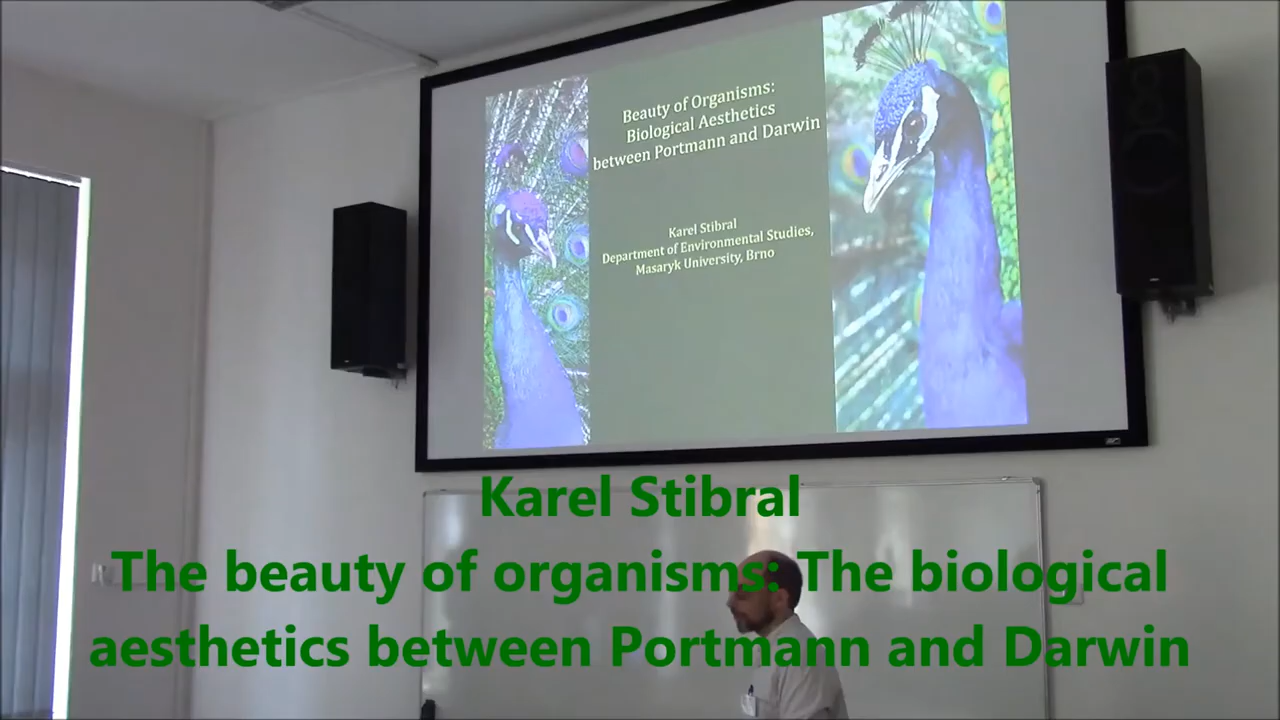 Beauty of Organisms:
Biological Aesthetics
between Portmann and Darwin
Karel Stibral
Department of Environmental Studies,
Masaryk University, Brno
Karel Stibral
The beauty of organisms: The biological
aesthetics between Portmann and Darwin